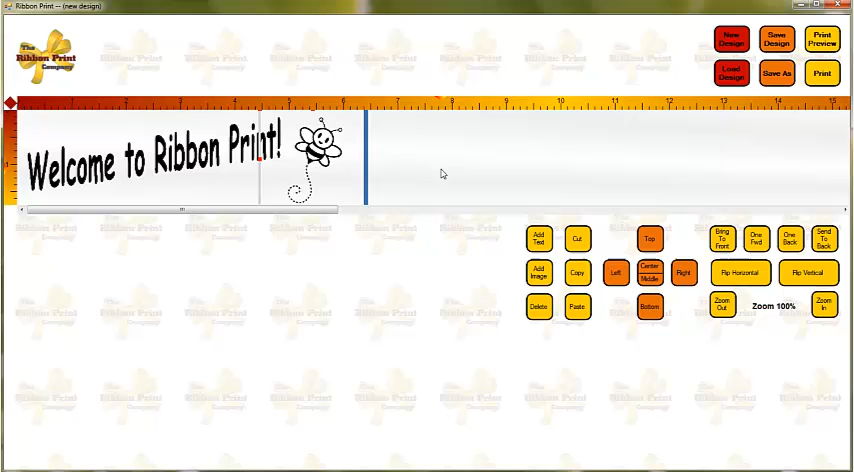 Ribbon Print -- (new design)
The
Ribbon Print
Company
New
Design
Save
Design
Print
Preview
Load
Design
Save As
Print
1 2 3 4 5 6 7 8 9 10 11 12 13 14 15
1
Welcome to Ribbon Print!
Add
Text
Cut
Top
Bring
To
Front
One
Fwd
One
Back
Send
To
Back
Add
Image
Copy
Left
Center
Middle
Right
Flip Horizontal
Flip Vertical
Delete
Paste
Bottom
Zoom
Out
Zoom 100%
Zoom
In